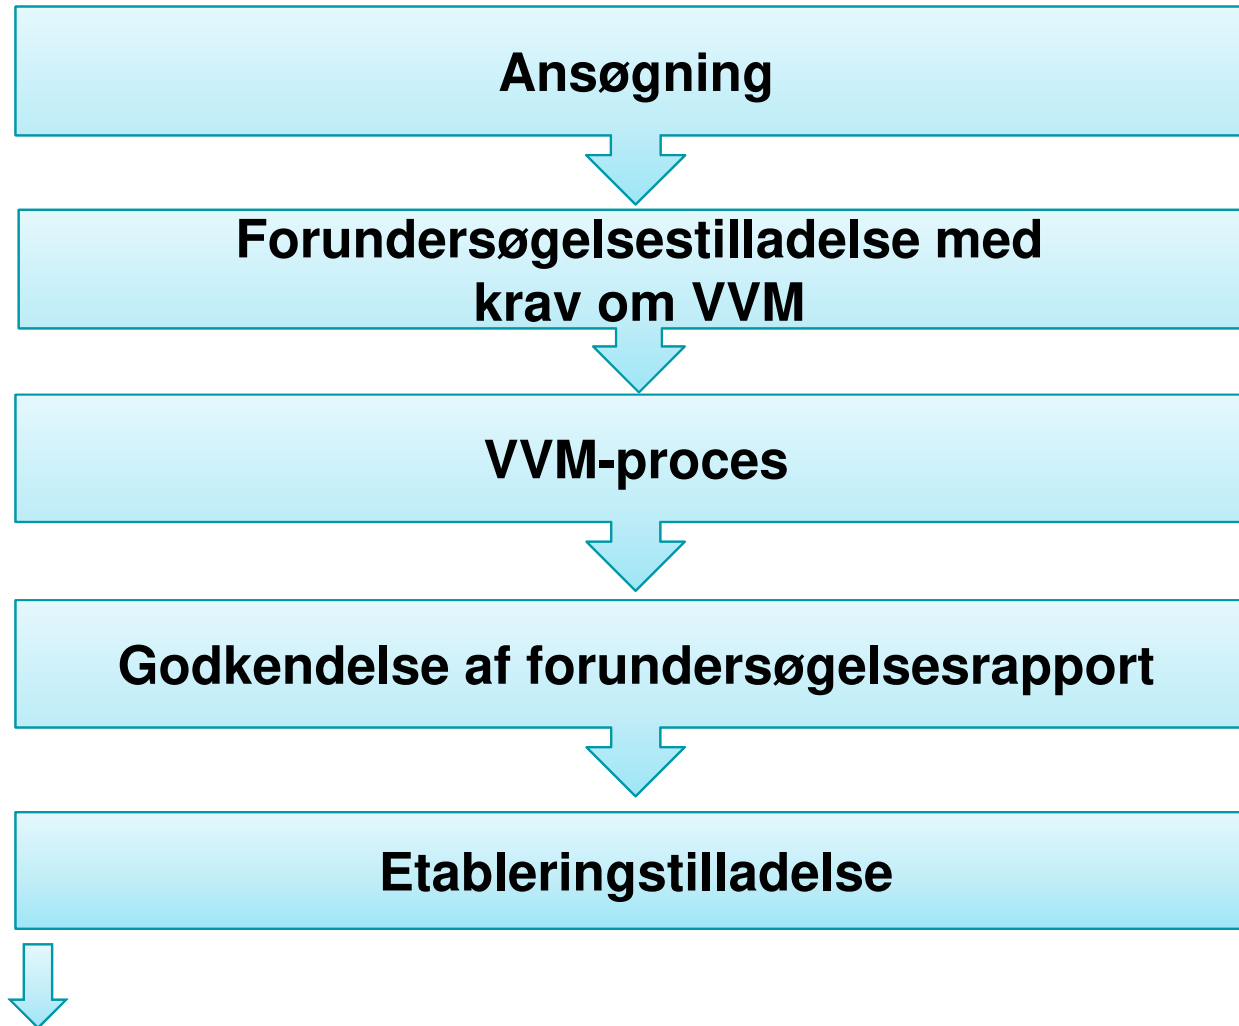 Ansøgning
Forundersøgelsestilladelse med
krav om VVM
VVM-proces
Godkendelse af forundersøgelsesrapport
Etableringstilladelse